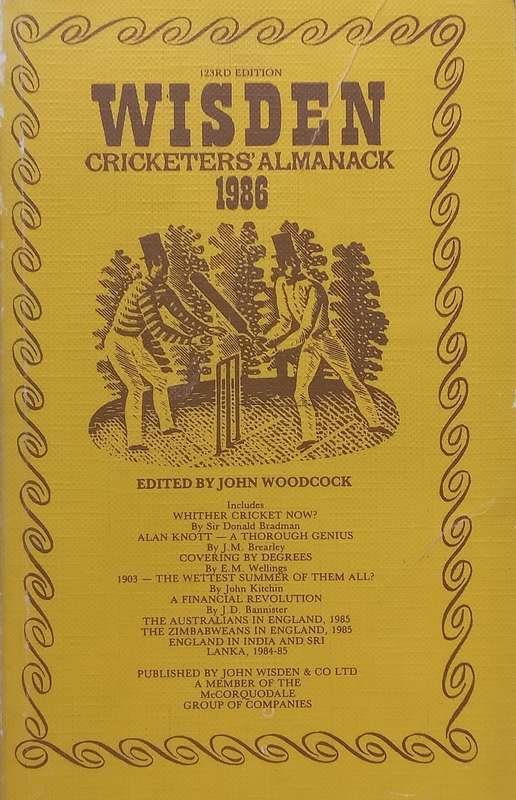 123RD EDITION
WISDEN
CRICKETERS' ALMANACK
1986
EDITED BY JOHN WOODCOCK
Includes
WHITHER CRICKET NOW?
By Sir Donald Bradman
ALAN KNOTT — A THOROUGH GENIUS
By J.M. Brearley
COVERING BY DEGREES
By E.M. Wellings
1903 — THE WETTEST SUMMER OF THEM ALL?
By John Kitchin
A FINANCIAL REVOLUTION
By J.D. Bannister
THE AUSTRALIANS IN ENGLAND, 1985
THE ZIMBABWEANS IN ENGLAND, 1985
ENGLAND IN INDIA AND SRI
LANKA, 1984-85
PUBLISHED BY JOHN WISDEN & CO LTD
A MEMBER OF THE
McCORQUODALE
GROUP OF COMPANIES